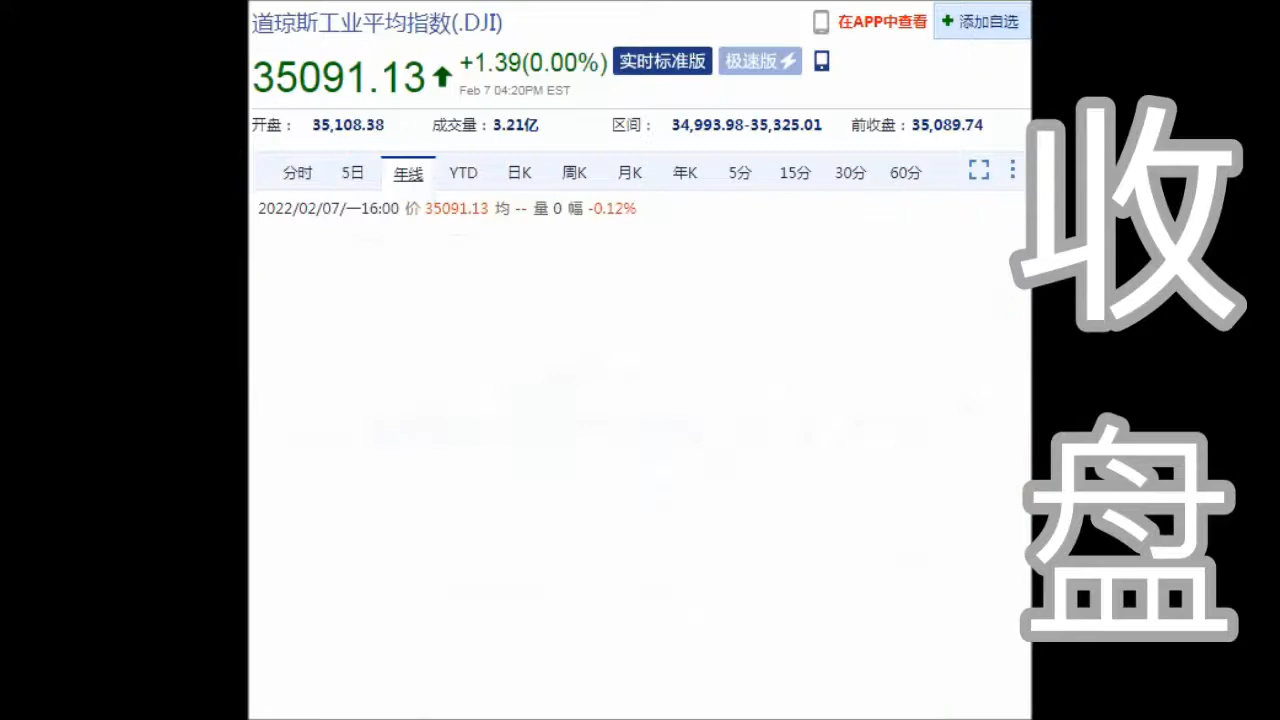 道琼斯工业平均指数(.DJI)
在APP中查看
添加自选
35091.13
+1.39(0.00%)
实时标准版
极速版
Feb 7 04:20PM EST
开盘： 35,108.38 成交量：3.21亿 区间： 34,993.98-35,325.01 前收盘：35,089.74
分时 5日 年线 YTD 日K 周K 月K 年K 5分 15分 30分 60分
2022/02/07/一16:00 价 35091.13 均 -- 量 0 幅 -0.12%
收
盘